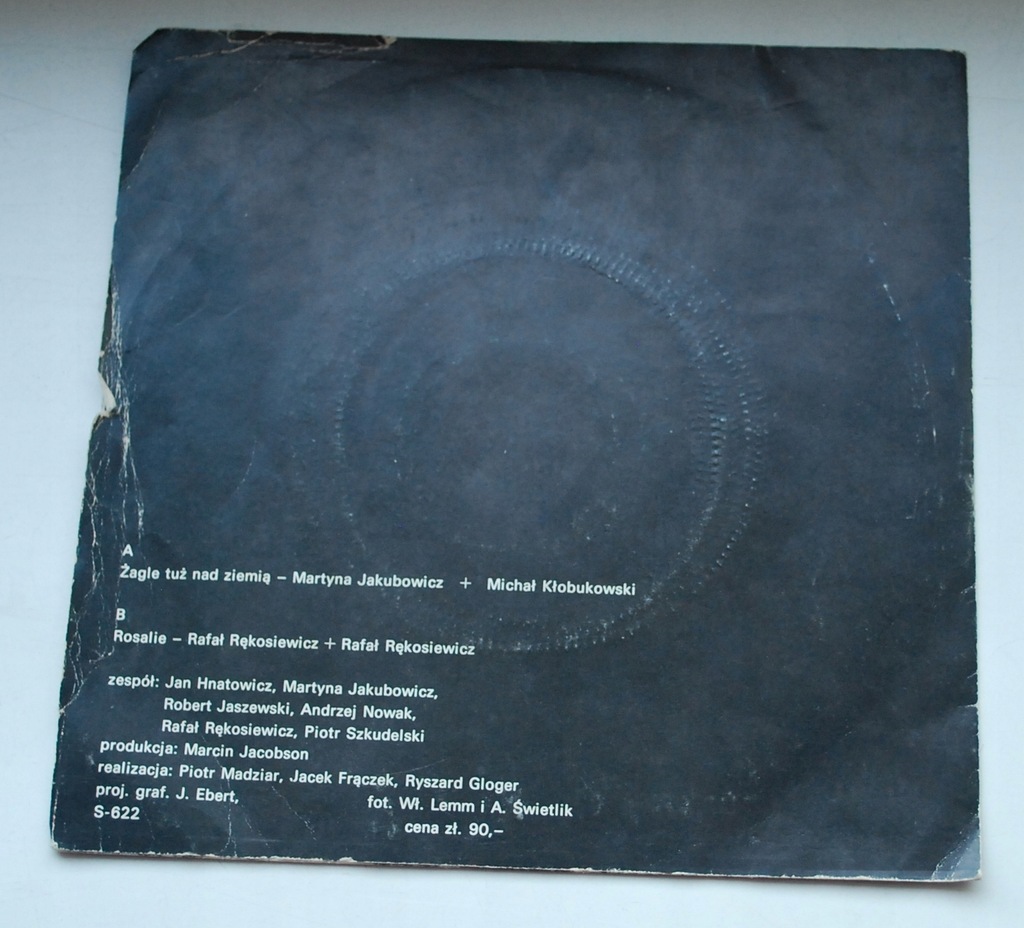 A
Żagle tuż nad ziemią – Martyna Jakubowicz + Michał Kłobukowski
B
Rosalie – Rafał Rękosiewicz + Rafał Rękosiewicz
zespół: Jan Hnatowicz, Martyna Jakubowicz,
Robert Jaszewski, Andrzej Nowak,
Rafał Rękosiewicz, Piotr Szkudelski
produkcja: Marcin Jacobson
realizacja: Piotr Madziar, Jacek Frączek, Ryszard Gloger
proj. graf. J. Ebert, fot. Wł. Lemm i A. Świetlik
S-622 cena zł. 90,–